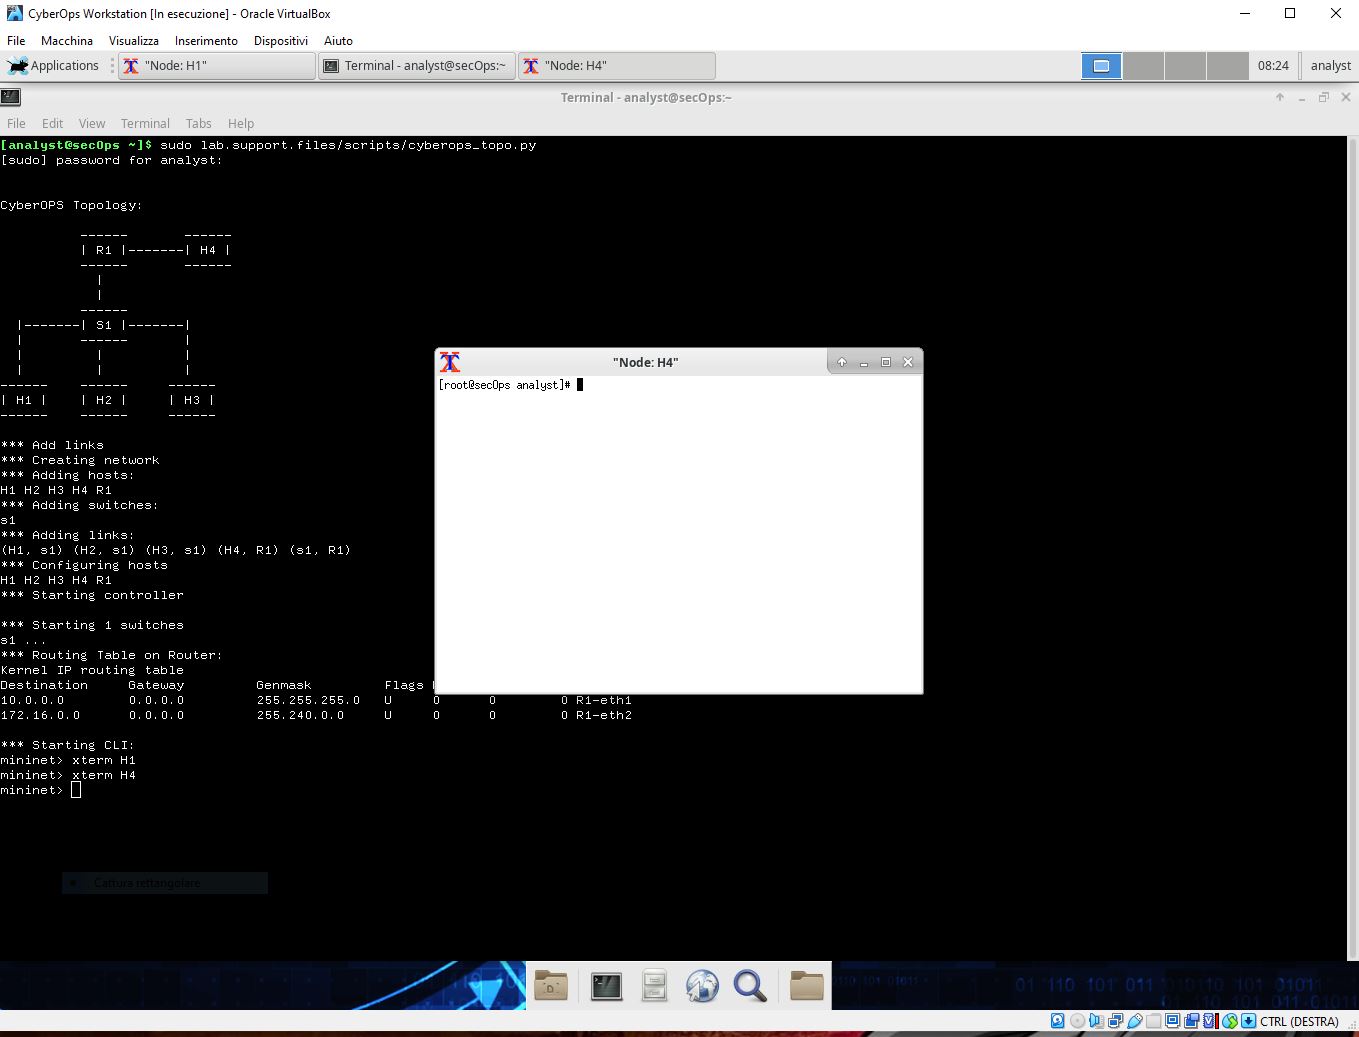 CyberOps Workstation [In esecuzione] - Oracle VirtualBox
File Macchina Visualizza Inserimento Dispositivi Aiuto
Applications "Node: H1" Terminal - analyst@secOps:~ "Node: H4" 08:24 analyst
Terminal - analyst@secOps:~
File Edit View Terminal Tabs Help
[analyst@secOps ~]$ sudo lab.support.files/scripts/cyberops_topo.py
[sudo] password for analyst:
CyberOPS Topology:
------ ------
| R1 |-------| H4 |
------ ------
|
|
------
|-------| S1 |-------|
| ------ |
| | |
| | |
------ ------ ------
| H1 | | H2 | | H3 |
------ ------ ------
*** Add links
*** Creating network
*** Adding hosts:
H1 H2 H3 H4 R1
*** Adding switches:
s1
*** Adding links:
(H1, s1) (H2, s1) (H3, s1) (H4, R1) (s1, R1)
*** Configuring hosts
H1 H2 H3 H4 R1
*** Starting controller
*** Starting 1 switches
s1 ...
*** Routing Table on Router:
Kernel IP routing table
Destination Gateway Genmask Flags
10.0.0.0 0.0.0.0 255.255.255.0 U 0 0 0 R1-eth1
172.16.0.0 0.0.0.0 255.240.0.0 U 0 0 0 R1-eth2
*** Starting CLI:
mininet> xterm H1
mininet> xterm H4
mininet>
"Node: H4"
[root@secOps analyst]#
Cattura rettangolare
CTRL (DESTRA)